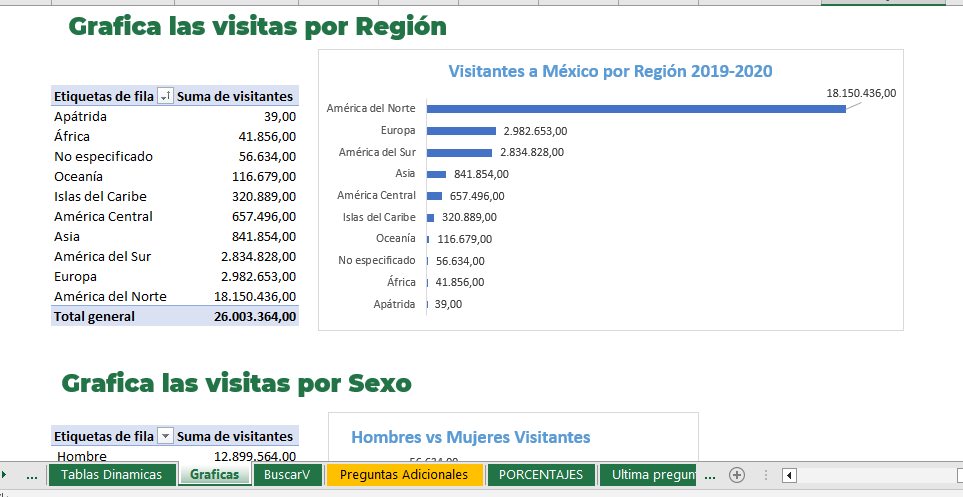 Grafica las visitas por Región
Etiquetas de fila Suma de visitantes
Apátrida 39,00
África 41.856,00
No especificado 56.634,00
Oceanía 116.679,00
Islas del Caribe 320.889,00
América Central 657.496,00
Asia 841.854,00
América del Sur 2.834.828,00
Europa 2.982.653,00
América del Norte 18.150.436,00
Total general 26.003.364,00
Visitantes a México por Región 2019-2020
América del Norte 18.150.436,00
Europa 2.982.653,00
América del Sur 2.834.828,00
Asia 841.854,00
América Central 657.496,00
Islas del Caribe 320.889,00
Oceanía 116.679,00
No especificado 56.634,00
África 41.856,00
Apátrida 39,00
Grafica las visitas por Sexo
Etiquetas de fila Suma de visitantes
Hombre 12.899.564,00
Hombres vs Mujeres Visitantes
56.634,00
... Tablas Dinamicas Graficas BuscarV Preguntas Adicionales PORCENTAJES Ultima pregun ...